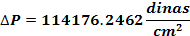 ΔP = 114176.2462 dinas/cm²